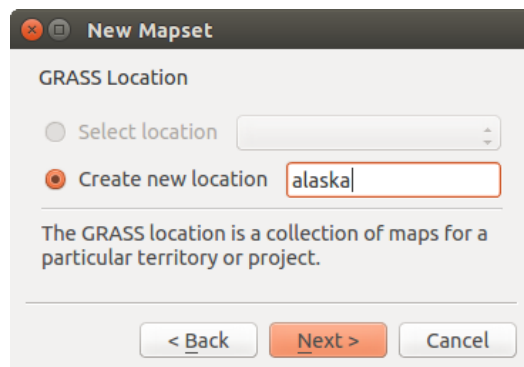 New Mapset
GRASS Location
Select location
Create new location alaska
The GRASS location is a collection of maps for a
particular territory or project.
< Back Next > Cancel